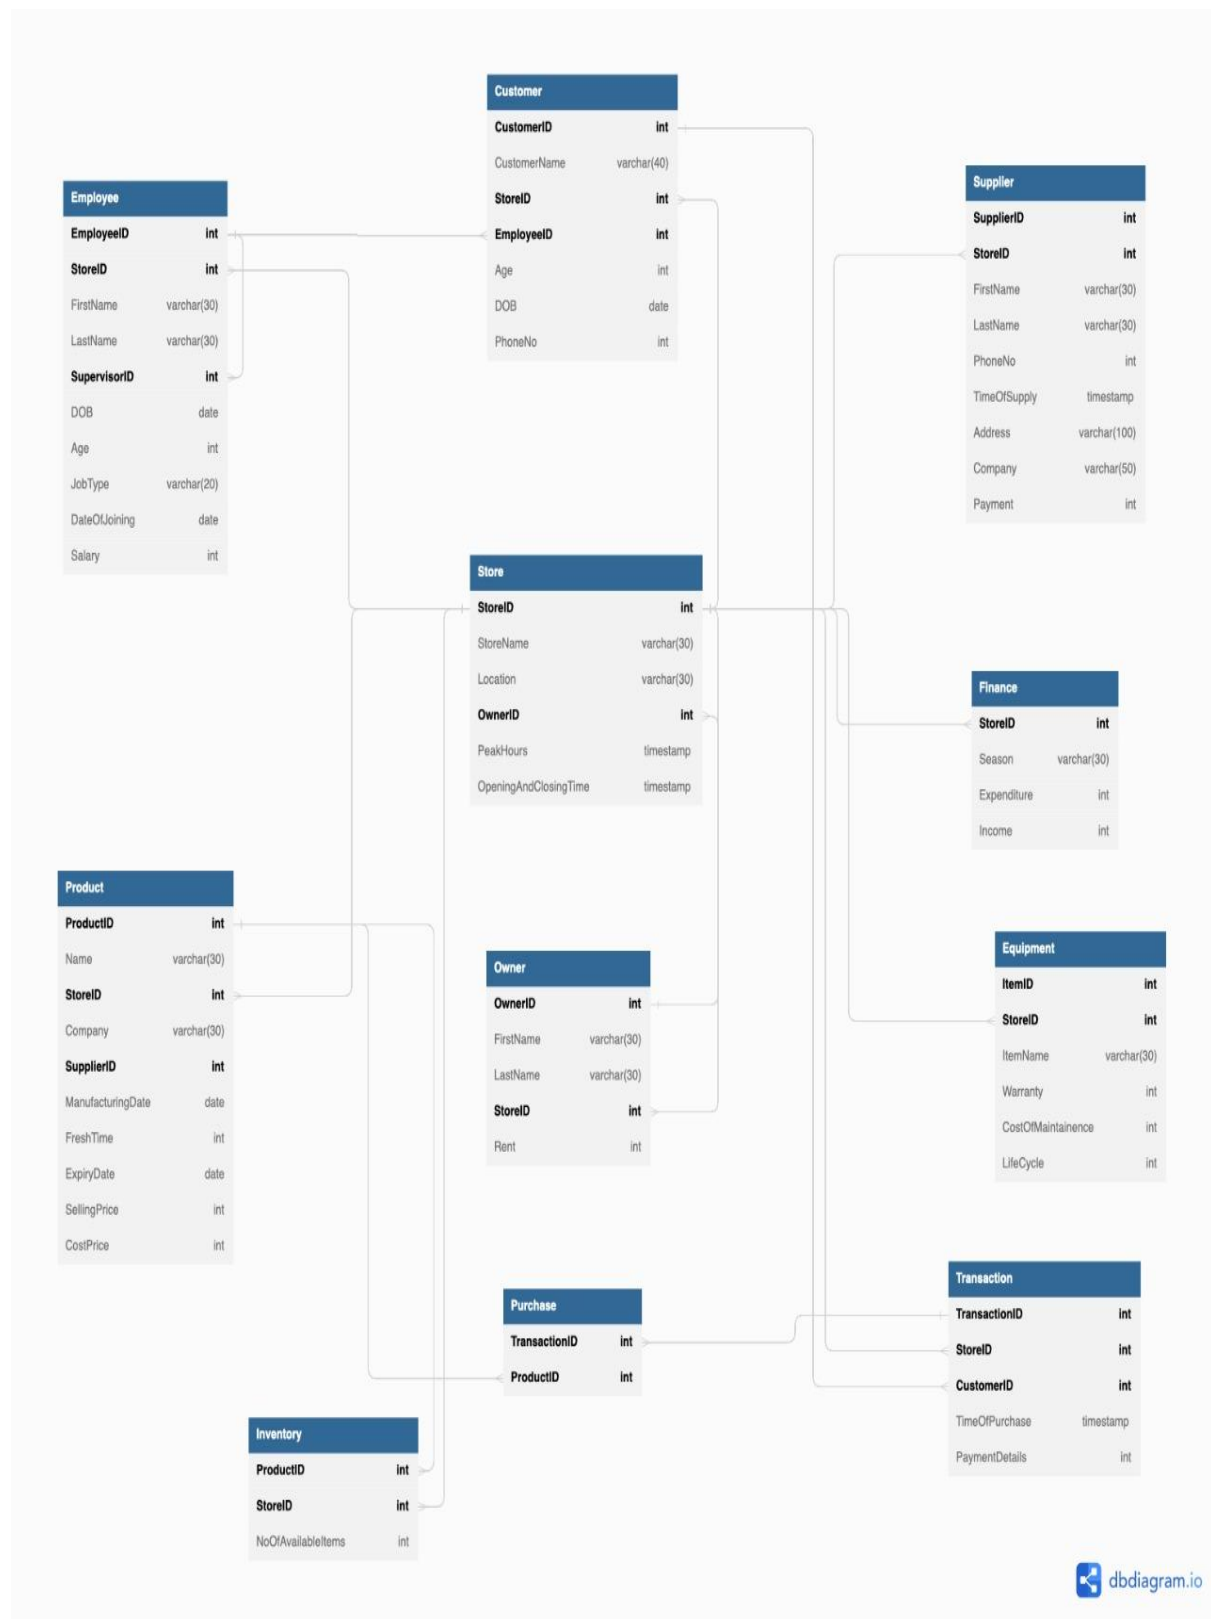 Customer
CustomerID int
CustomerName varchar(40)
StoreID int
EmployeeID int
Age int
DOB date
PhoneNo int
Supplier
SupplierID int
StoreID int
FirstName varchar(30)
LastName varchar(30)
PhoneNo int
TimeOfSupply timestamp
Address varchar(100)
Company varchar(50)
Payment int
Employee
EmployeeID int
StoreID int
FirstName varchar(30)
LastName varchar(30)
SupervisorID int
DOB date
Age int
JobType varchar(20)
DateOfJoining date
Salary int
Store
StoreID int
StoreName varchar(30)
Location varchar(30)
OwnerID int
PeakHours timestamp
OpeningAndClosingTime timestamp
Finance
StoreID int
Season varchar(30)
Expenditure int
Income int
Product
ProductID int
Name varchar(30)
StoreID int
Company varchar(30)
SupplierID int
ManufacturingDate date
FreshTime int
ExpiryDate date
SellingPrice int
CostPrice int
Owner
OwnerID int
FirstName varchar(30)
LastName varchar(30)
StoreID int
Rent int
Equipment
ItemID int
StoreID int
ItemName varchar(30)
Warranty int
CostOfMaintainence int
LifeCycle int
Purchase
TransactionID int
ProductID int
Transaction
TransactionID int
StoreID int
CustomerID int
TimeOfPurchase timestamp
PaymentDetails int
Inventory
ProductID int
StoreID int
NoOfAvailableItems int
dbdiagram.io